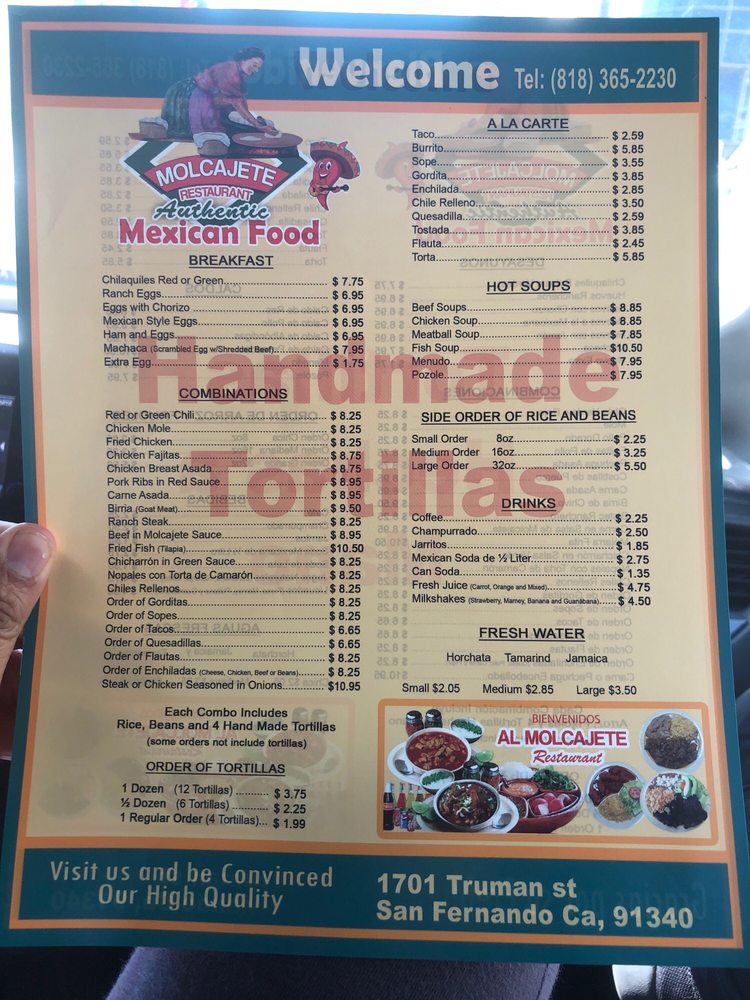 Welcome Tel: (818) 365-2230
MOLCAJETE
RESTAURANT
Authentic
Mexican Food
BREAKFAST
Chilaquiles Red or Green $ 7.75
Ranch Eggs $ 6.95
Eggs with Chorizo $ 6.95
Mexican Style Eggs $ 6.95
Ham and Eggs $ 6.95
Machaca (Scrambled Egg w/Shredded Beef) $ 7.95
Extra Egg $ 1.75
COMBINATIONS
Red or Green Chili $ 8.25
Chicken Mole $ 8.25
Fried Chicken $ 8.25
Chicken Fajitas $ 8.75
Chicken Breast Asada $ 8.75
Pork Ribs in Red Sauce $ 8.95
Carne Asada $ 8.95
Birria (Goat Meat) $ 9.50
Ranch Steak $ 8.25
Beef in Molcajete Sauce $ 8.95
Fried Fish (Tilapia) $10.50
Chicharrón in Green Sauce $ 8.25
Nopales con Torta de Camarón $ 8.25
Chiles Rellenos $ 8.25
Order of Gorditas $ 8.25
Order of Sopes $ 8.25
Order of Tacos $ 6.65
Order of Quesadillas $ 6.65
Order of Flautas $ 8.25
Order of Enchiladas (Cheese, Chicken, Beef or Beans) $ 8.25
Steak or Chicken Seasoned in Onions $10.95
Each Combo Includes
Rice, Beans and 4 Hand Made Tortillas
(some orders not include tortillas)
ORDER OF TORTILLAS
1 Dozen (12 Tortillas) $ 3.75
½ Dozen (6 Tortillas) $ 2.25
1 Regular Order (4 Tortillas) $ 1.99
A LA CARTE
Taco $ 2.59
Burrito $ 5.85
Sope $ 3.55
Gordita $ 3.85
Enchilada $ 2.85
Chile Relleno $ 3.50
Quesadilla $ 2.59
Tostada $ 3.85
Flauta $ 2.45
Torta $ 5.85
HOT SOUPS
Beef Soups $ 8.85
Chicken Soup $ 8.85
Meatball Soup $ 7.85
Fish Soup $10.50
Menudo $ 7.95
Pozole $ 7.95
SIDE ORDER OF RICE AND BEANS
Small Order 8oz $ 2.25
Medium Order 16oz $ 3.25
Large Order 32oz $ 5.50
DRINKS
Coffee $ 2.25
Champurrado $ 2.50
Jarritos $ 1.85
Mexican Soda de ½ Liter $ 2.75
Can Soda $ 1.35
Fresh Juice (Carrot, Orange and Mixed) $ 4.75
Milkshakes (Strawberry, Mamey, Banana and Guanábana) $ 4.50
FRESH WATER
Horchata Tamarind Jamaica
Small $2.05 Medium $2.85 Large $3.50
Handmade
Tortillas
BIENVENIDOS
AL MOLCAJETE
Restaurant
Visit us and be Convinced
Our High Quality
1701 Truman st
San Fernando Ca, 91340